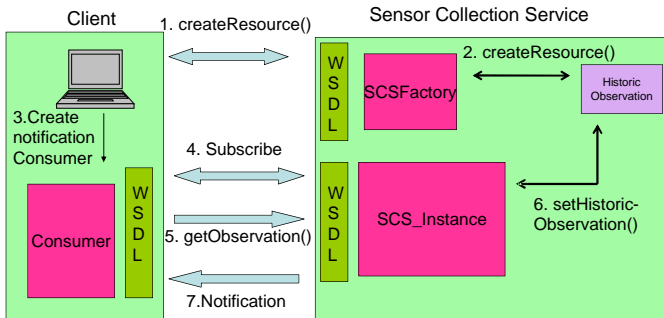 Client
Sensor Collection Service
1. createResource()
2. createResource()
W
S
D
L
SCSFactory
Historic
Observation
3.Create
notification
Consumer
4. Subscribe
W
S
D
L
Consumer
W
S
D
L
SCS_Instance
5. getObservation()
6. setHistoric-
Observation()
7.Notification